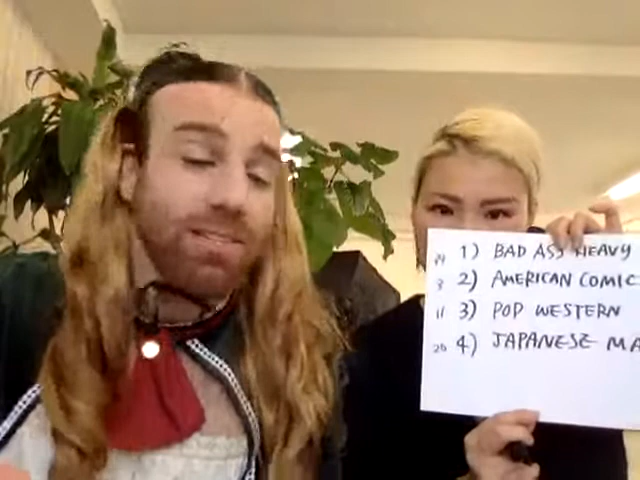 1) BAD ASS HEAVY
3 2) AMERICAN COMIC
11 3) POP WESTERN
20 4) JAPANESE MA